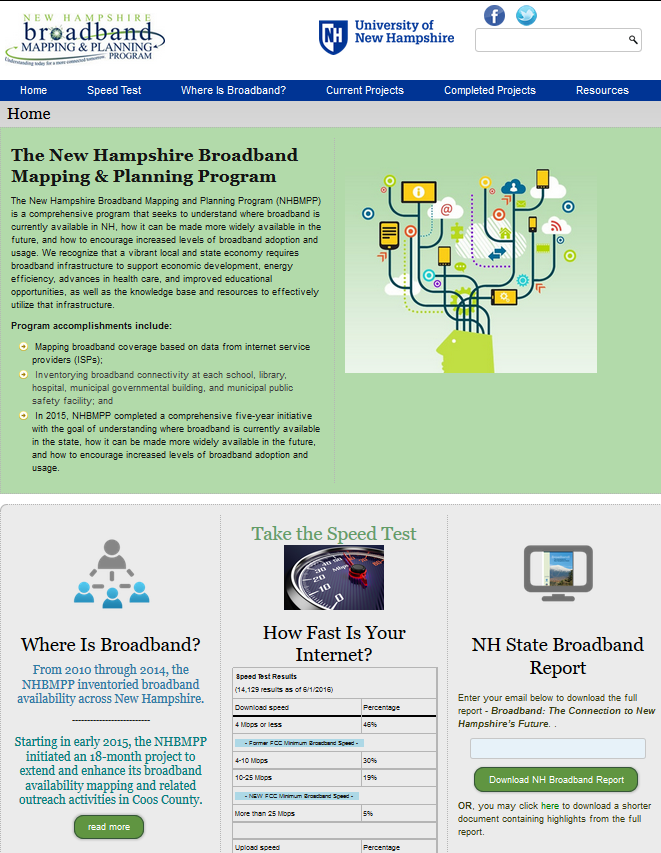 NEW HAMPSHIRE
broadband
MAPPING & PLANNING
PROGRAM
Understanding today for a more connected tomorrow.
NH
University of
New Hampshire
Home
Speed Test
Where Is Broadband?
Current Projects
Completed Projects
Resources
Home
The New Hampshire Broadband
Mapping & Planning Program
The New Hampshire Broadband Mapping and Planning Program (NHBMPP)
is a comprehensive program that seeks to understand where broadband is
currently available in NH, how it can be made more widely available in the
future, and how to encourage increased levels of broadband adoption and
usage. We recognize that a vibrant local and state economy requires
broadband infrastructure to support economic development, energy
efficiency, advances in health care, and improved educational
opportunities, as well as the knowledge base and resources to effectively
utilize that infrastructure.
Program accomplishments include:
Mapping broadband coverage based on data from internet service
providers (ISPs);
Inventorying broadband connectivity at each school, library,
hospital, municipal governmental building, and municipal public
safety facility; and
In 2015, NHBMPP completed a comprehensive five-year initiative
with the goal of understanding where broadband is currently available
in the state, how it can be made more widely available in the future,
and how to encourage increased levels of broadband adoption and
usage.
@
Where Is Broadband?
From 2010 through 2014, the
NHBMPP inventoried broadband
availability across New Hampshire.
--------------------------
Starting in early 2015, the NHBMPP
initiated an 18-month project to
extend and enhance its broadband
availability mapping and related
outreach activities in Coos County.
read more
Take the Speed Test
Mbps
10
0
How Fast Is Your
Internet?
Speed Test Results
(14,129 results as of 6/1/2016)
Download speed Percentage
4 Mbps or less 46%
- Former FCC Minimum Broadband Speed -
4-10 Mbps 30%
10-25 Mbps 19%
- NEW FCC Minimum Broadband Speed -
More than 25 Mbps 5%
Upload speed Percentage
NH State Broadband
Report
Enter your email below to download the full
report - Broadband: The Connection to New
Hampshire's Future. .
Download NH Broadband Report
OR, you may click here to download a shorter
document containing highlights from the full
report.